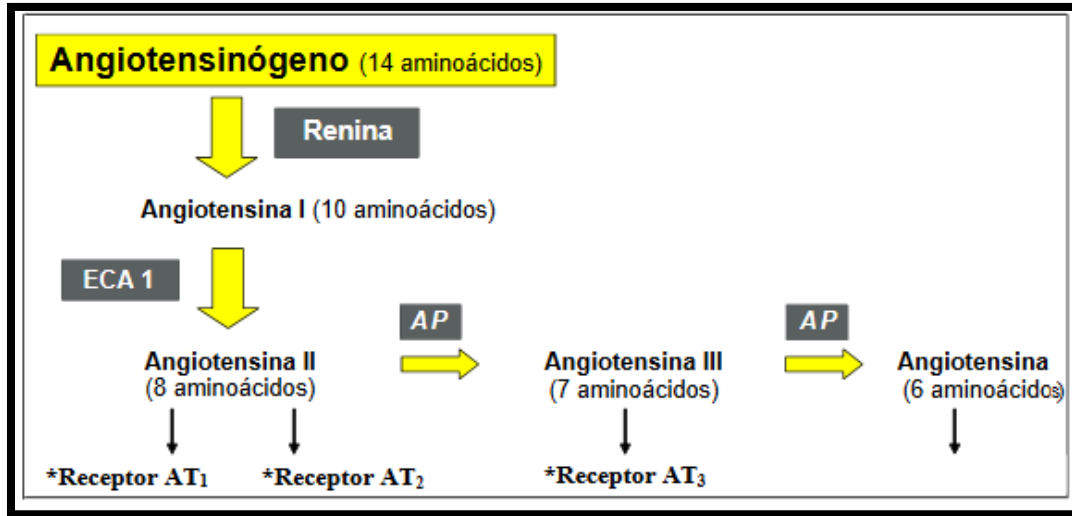 Angiotensinógeno (14 aminoácidos)
Renina
Angiotensina I (10 aminoácidos)
ECA 1
AP
AP
Angiotensina II
(8 aminoácidos)
Angiotensina III
(7 aminoácidos)
Angiotensina
(6 aminoácidos)
*Receptor AT₁
*Receptor AT₂
*Receptor AT₃